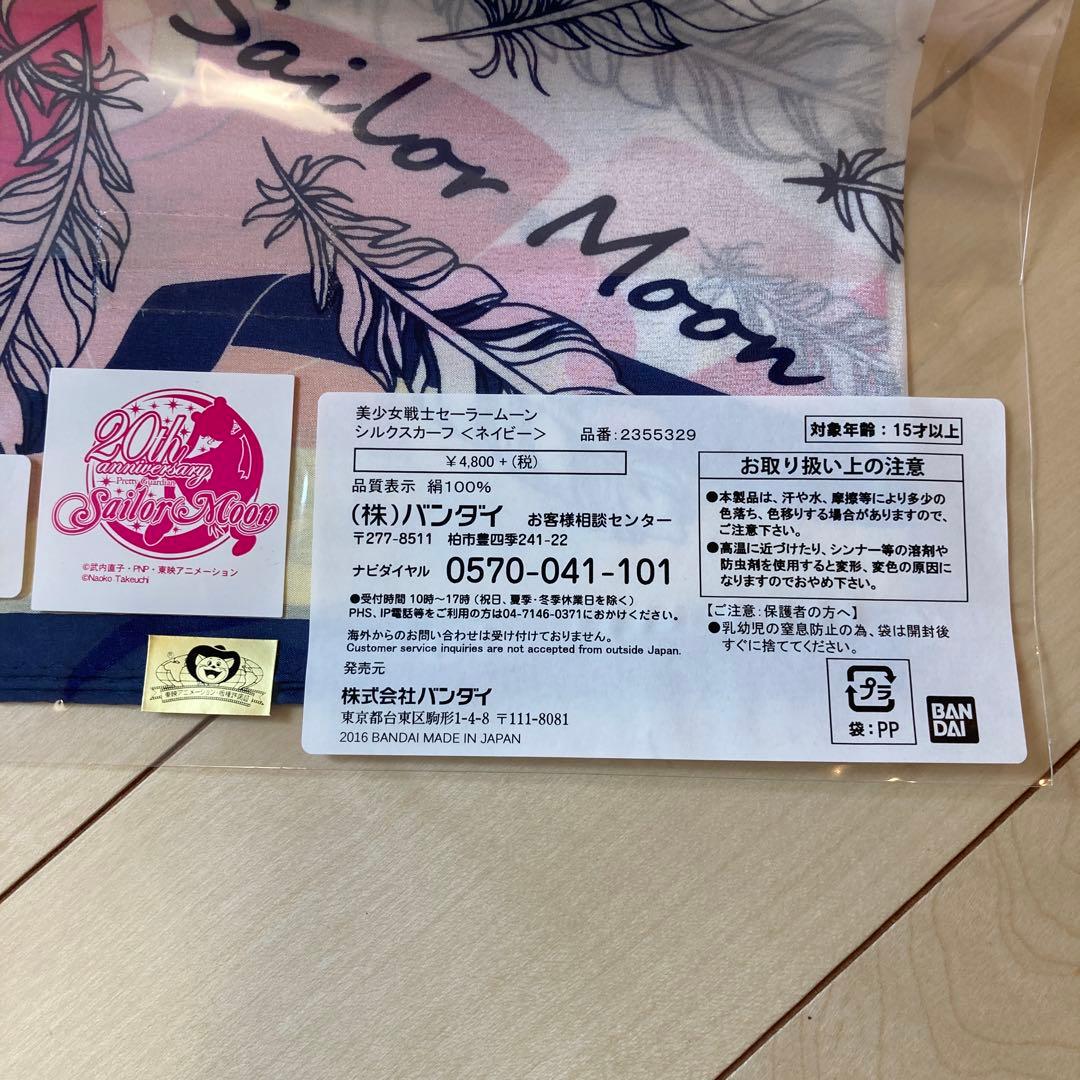 Sailor Moon
20th
anniversary
Pretty Guardian
Sailor Moon
©武内直子・PNP・東映アニメーション
©Naoko Takeuchi
東映アニメーション・版権許諾証
美少女戦士セーラームーン
シルクスカーフ <ネイビー> 品番:2355329
¥4,800+(税)
品質表示 絹100%
(株)バンダイ お客様相談センター
〒277-8511 柏市豊四季241-22
ナビダイヤル 0570-041-101
●受付時間 10時~17時 (祝日、夏季・冬季休業日を除く)
PHS、IP電話等をご利用の方は04-7146-0371におかけください。
海外からのお問い合わせは受け付けておりません。
Customer service inquiries are not accepted from outside Japan.
発売元
株式会社バンダイ
東京都台東区駒形1-4-8 〒111-8081
2016 BANDAI MADE IN JAPAN
対象年齢:15才以上
お取り扱い上の注意
●本製品は、汗や水、摩擦等により多少の
色落ち、色移りする場合がありますので、
ご注意下さい。
●高温に近づけたり、シンナー等の溶剤や
防虫剤を使用すると変形、変色の原因に
なりますのでおやめ下さい。
【ご注意:保護者の方へ】
●乳幼児の窒息防止の為、袋は開封後
すぐに捨ててください。
プラ
袋:PP
BAN
DAI